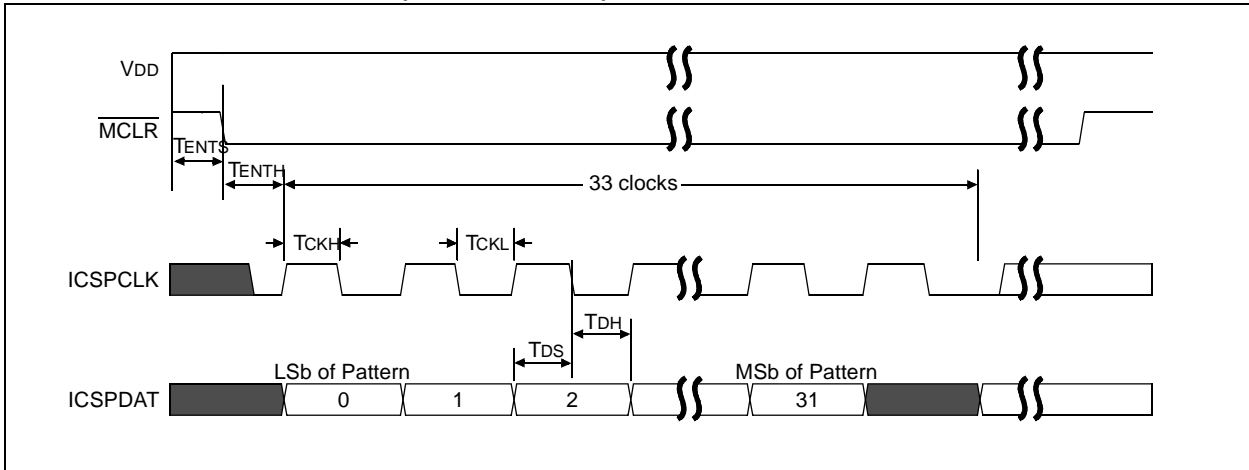 VDD
MCLR
TENTS
TENTH
33 clocks
TCKH
TCKL
ICSPCLK
TDH
TDS
LSb of Pattern
MSb of Pattern
ICSPDAT
0
1
2
31